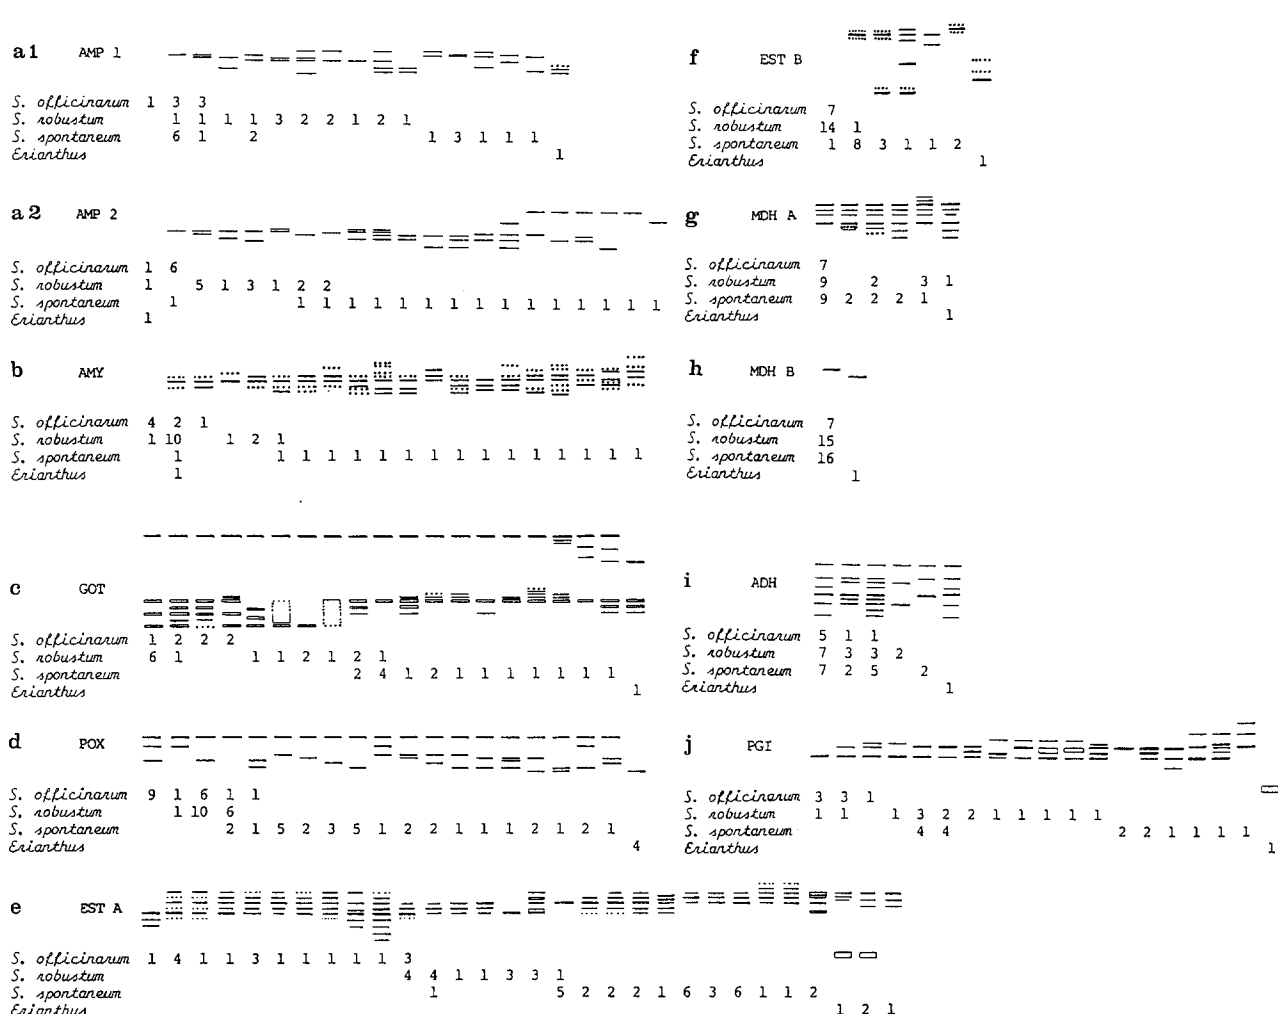 a1 AMP 1
S. officinarum 1 3 3
S. robustum 1 1 1 1 3 2 2 1 2 1
S. spontaneum 6 1 2 1 3 1 1 1
Erianthus 1
a2 AMP 2
S. officinarum 1 6
S. robustum 1 5 1 3 1 2 2
S. spontaneum 1 1 1 1 1 1 1 1 1 1 1 1 1 1 1 1
Erianthus 1
b AMY
S. officinarum 4 2 1
S. robustum 1 10 1 2 1
S. spontaneum 1 1 1 1 1 1 1 1 1 1 1 1 1 1 1 1
Erianthus 1
c GOT
S. officinarum 1 2 2 2
S. robustum 6 1 1 1 2 1 2 1
S. spontaneum 2 4 1 2 1 1 1 1 1 1 1
Erianthus 1
d POX
S. officinarum 9 1 6 1 1
S. robustum 1 10 6
S. spontaneum 2 1 5 2 3 5 1 2 2 1 1 1 2 1 2 1
Erianthus 4
e EST A
S. officinarum 1 4 1 1 3 1 1 1 1 1 3
S. robustum 4 4 1 1 3 3 1
S. spontaneum 1 5 2 2 2 1 6 3 6 1 1 2
Erianthus 1 2 1
f EST B
S. officinarum 7
S. robustum 14 1
S. spontaneum 1 8 3 1 1 2
Erianthus 1
g MDH A
S. officinarum 7
S. robustum 9 2 3 1
S. spontaneum 9 2 2 2 1
Erianthus 1
h MDH B
S. officinarum 7
S. robustum 15
S. spontaneum 16
Erianthus 1
i ADH
S. officinarum 5 1 1
S. robustum 7 3 3 2
S. spontaneum 7 2 5 2
Erianthus 1
j PGI
S. officinarum 3 3 1
S. robustum 1 1 1 3 2 2 1 1 1 1 1
S. spontaneum 4 4 2 2 1 1 1 1
Erianthus 1